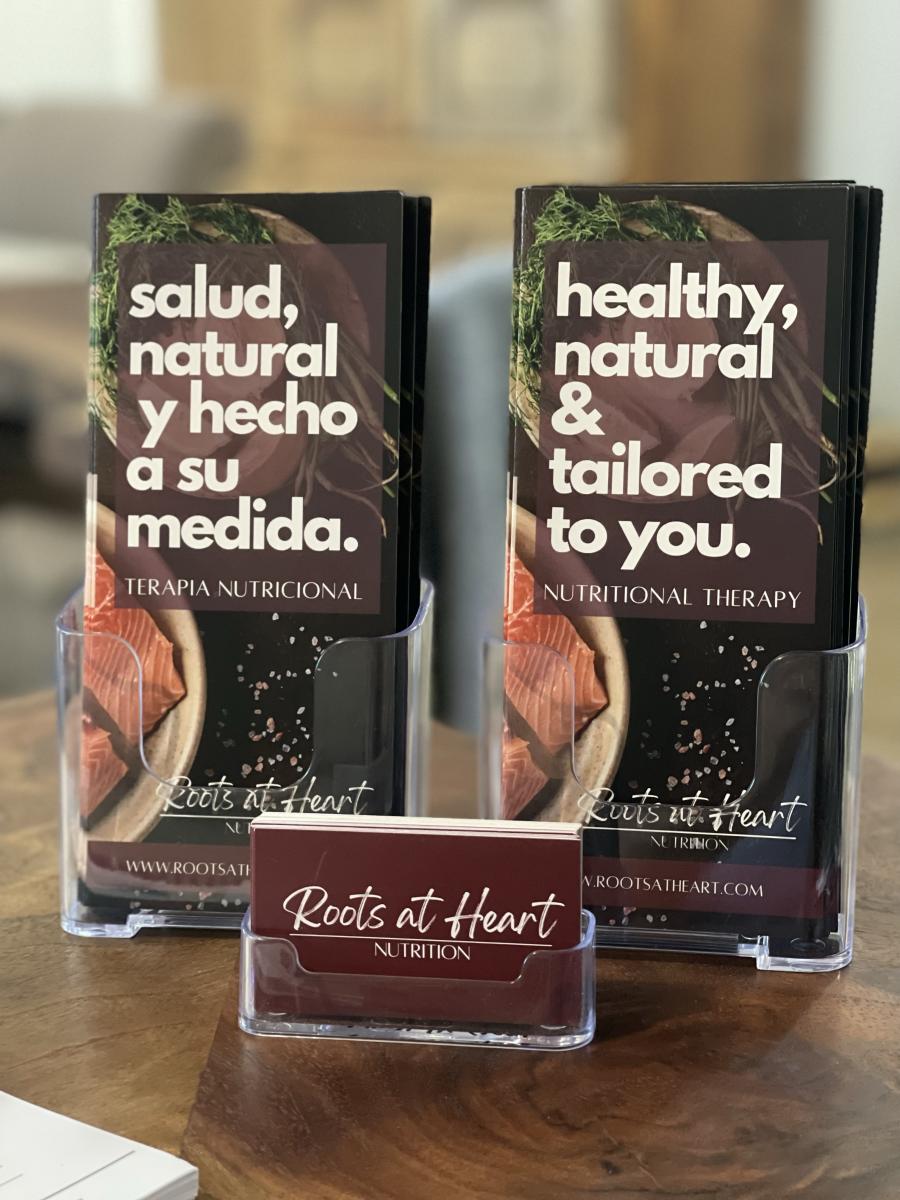 salud,
natural
y hecho
a su
medida.
TERAPIA NUTRICIONAL
Roots at Heart
WWW.ROOTSATHE
healthy,
natural
&
tailored
to you.
NUTRITIONAL THERAPY
Roots at Heart
NUTRITION
W.ROOTSATHEART.COM
Roots at Heart
NUTRITION